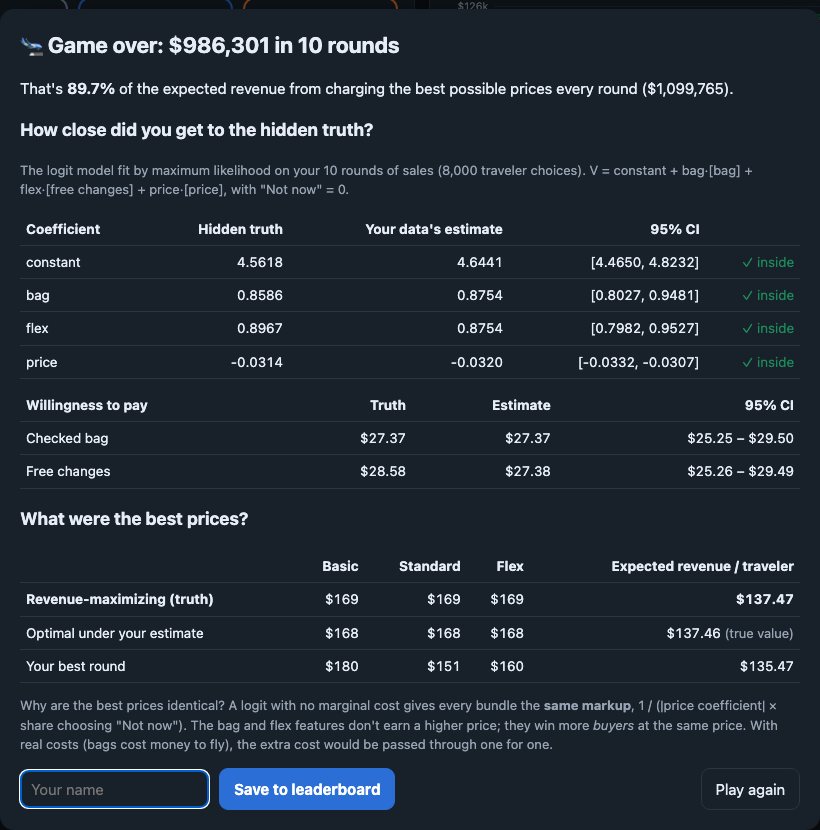 $126k
Game over: $986,301 in 10 rounds
That's 89.7% of the expected revenue from charging the best possible prices every round ($1,099,765).
How close did you get to the hidden truth?
The logit model fit by maximum likelihood on your 10 rounds of sales (8,000 traveler choices). V = constant + bag·[bag] +
flex·[free changes] + price·[price], with "Not now" = 0.
Coefficient Hidden truth Your data's estimate 95% CI
constant 4.5618 4.6441 [4.4650, 4.8232] ✓ inside
bag 0.8586 0.8754 [0.8027, 0.9481] ✓ inside
flex 0.8967 0.8754 [0.7982, 0.9527] ✓ inside
price -0.0314 -0.0320 [-0.0332, -0.0307] ✓ inside
Willingness to pay Truth Estimate 95% CI
Checked bag $27.37 $27.37 $25.25 – $29.50
Free changes $28.58 $27.38 $25.26 – $29.49
What were the best prices?
Basic Standard Flex Expected revenue / traveler
Revenue-maximizing (truth) $169 $169 $169 $137.47
Optimal under your estimate $168 $168 $168 $137.46 (true value)
Your best round $180 $151 $160 $135.47
Why are the best prices identical? A logit with no marginal cost gives every bundle the same markup, 1 / (|price coefficient| ×
share choosing "Not now"). The bag and flex features don't earn a higher price; they win more buyers at the same price. With
real costs (bags cost money to fly), the extra cost would be passed through one for one.
Your name Save to leaderboard Play again